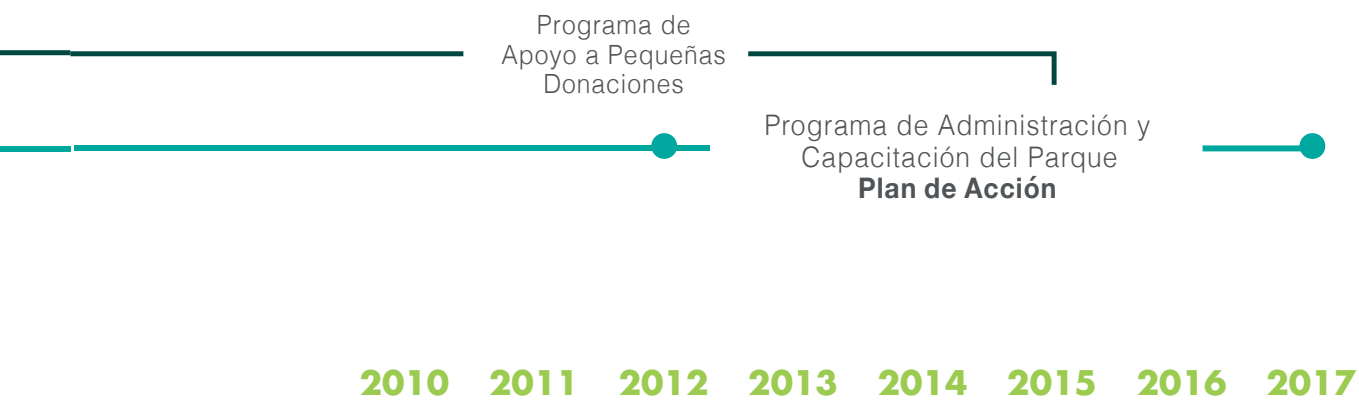 Programa de
Apoyo a Pequeñas
Donaciones
Programa de Administración y
Capacitación del Parque
Plan de Acción
2010 2011 2012 2013 2014 2015 2016 2017